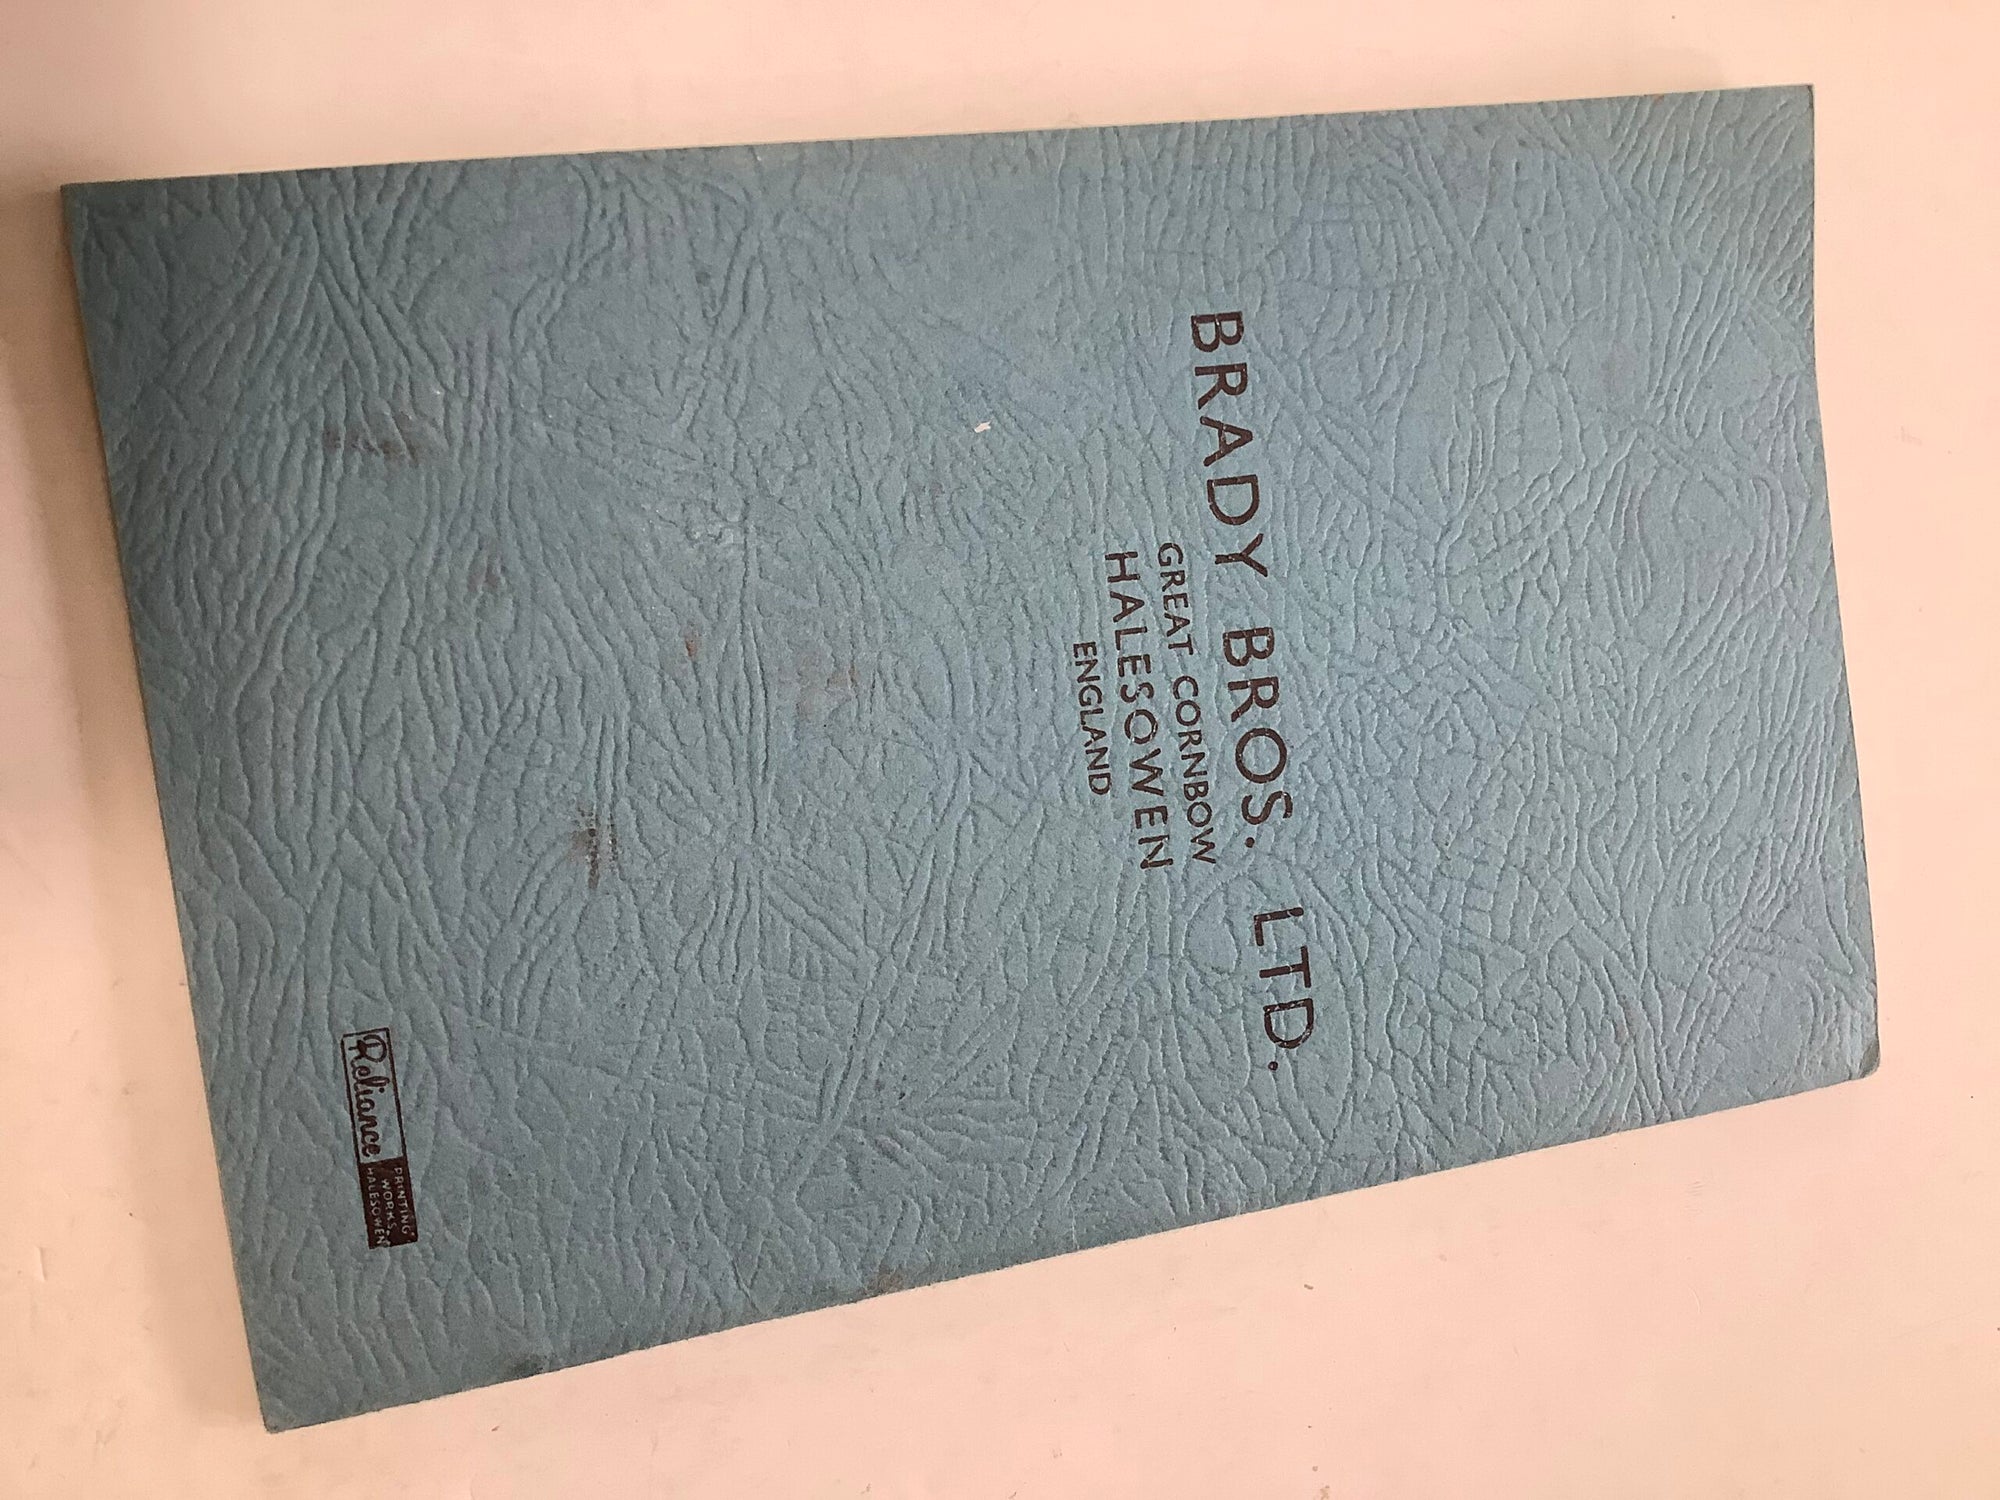 BRADY BROS. LTD.
GREAT CORNBOW
HALESOWEN
ENGLAND
Reliance
PRINTING
WORKS,
HALESOWEN